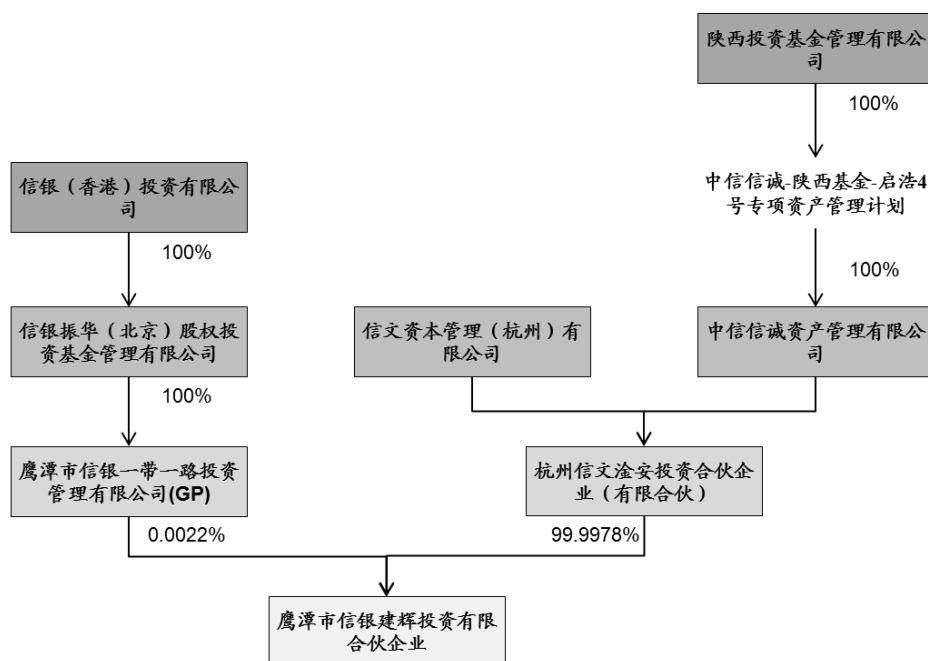 陕西投资基金管理有限公
司
100%
中信信诚-陕西基金-启浩4
号专项资产管理计划
信银（香港）投资有限公
司
100%
100%
信银振华（北京）股权投
资基金管理有限公司
信文资本管理（杭州）有
限公司
中信信诚资产管理有限公
司
100%
鹰潭市信银一带一路投资
管理有限公司(GP)
杭州信文淦安投资合伙企
业（有限合伙）
0.0022%
99.9978%
鹰潭市信银建辉投资有限
合伙企业